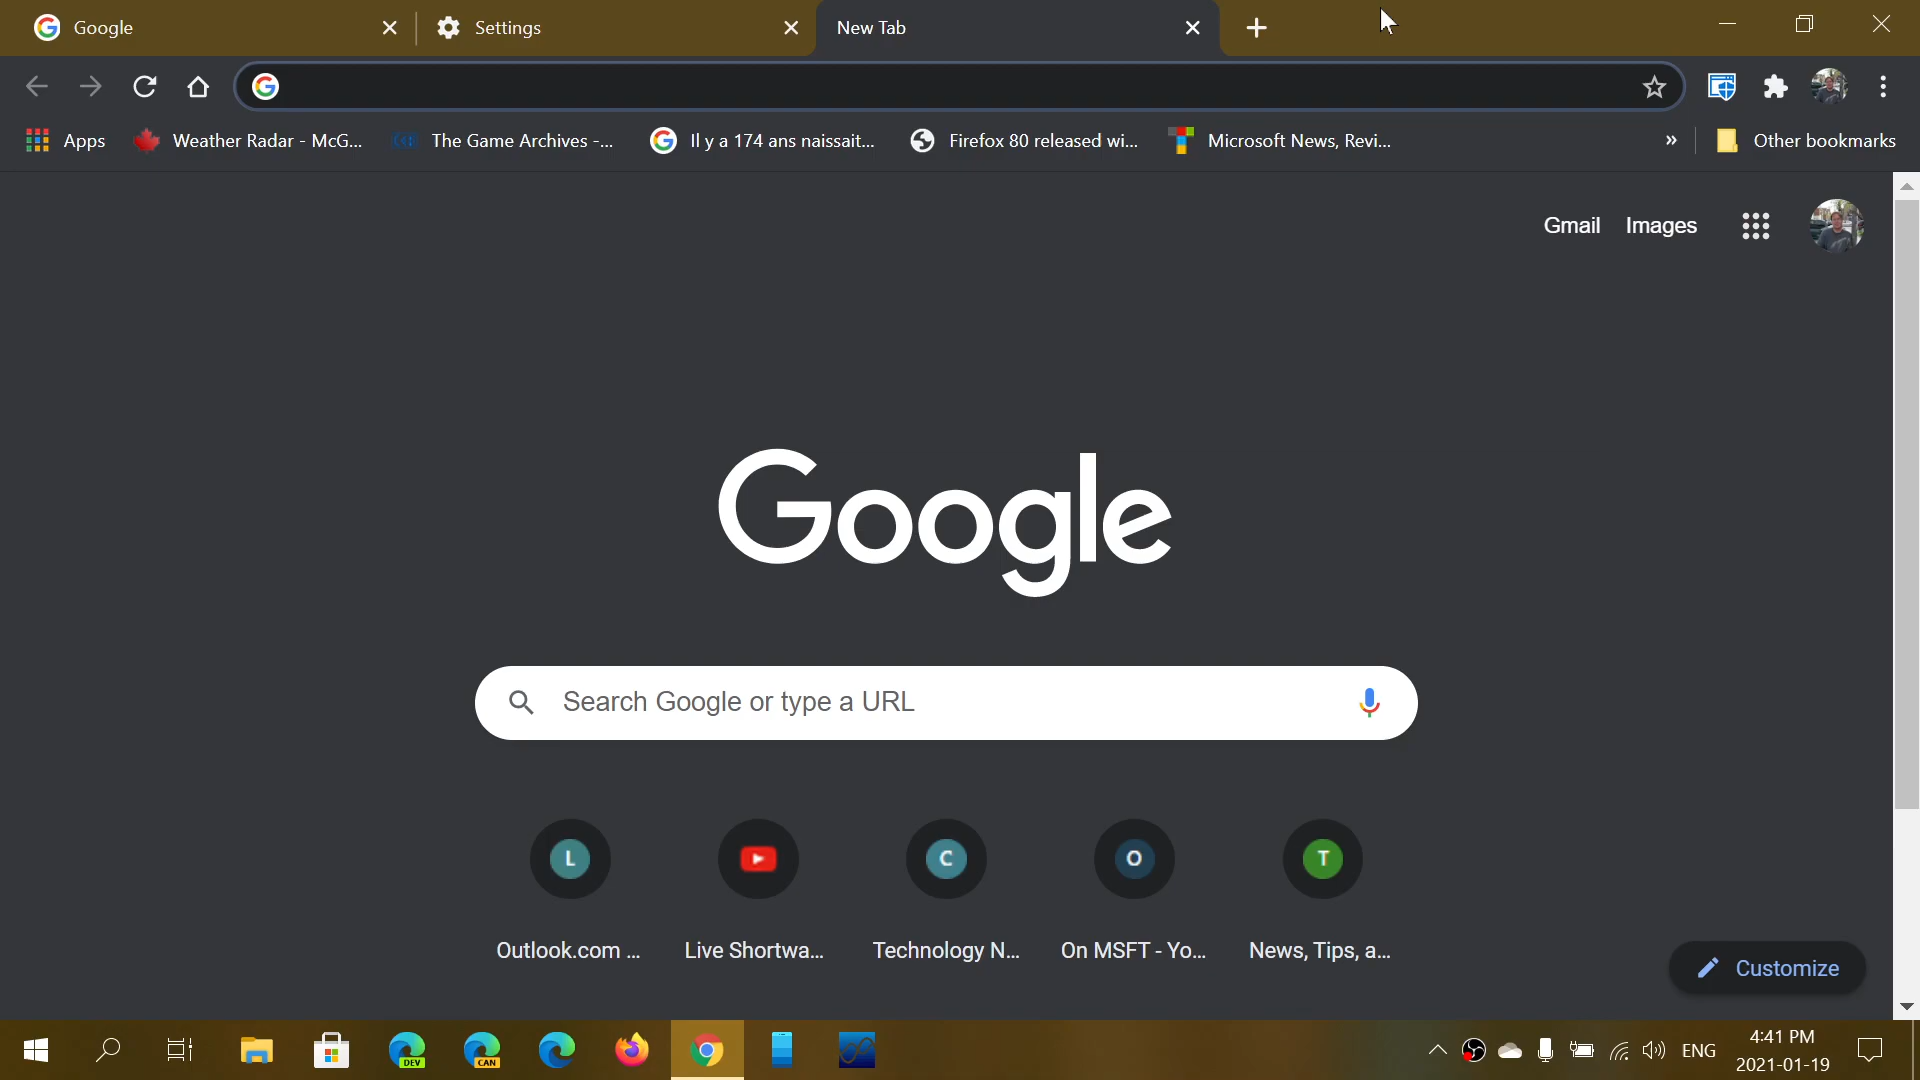 Google
Settings
New Tab
Apps
Weather Radar - McG...
The Game Archives -...
Il y a 174 ans naissait...
Firefox 80 released wi...
Microsoft News, Revi...
»
Other bookmarks
Gmail
Images
Google
Search Google or type a URL
L
C
O
T
Outlook.com ...
Live Shortwa...
Technology N...
On MSFT - Yo...
News, Tips, a...
Customize
DEV
CAN
ENG
4:41 PM
2021-01-19